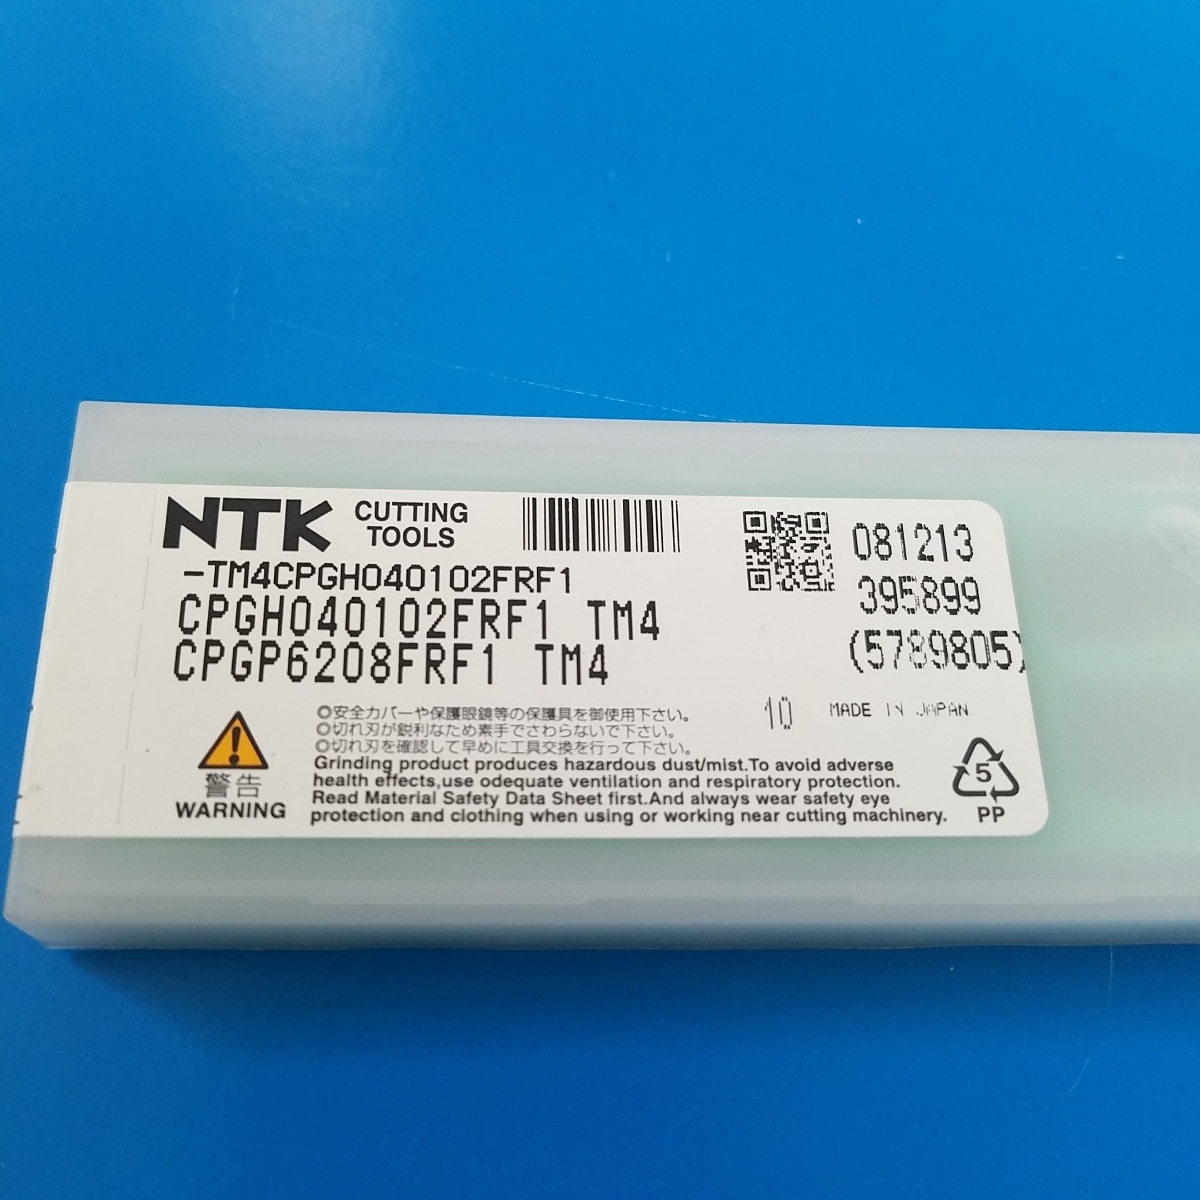 NTK CUTTING TOOLS
-TM4CPGH040102FRF1
CPGH040102FRF1 TM4
CPGP6208FRF1 TM4
081213
395899
(5789805)
10 MADE IN JAPAN
警告
WARNING
◎安全カバーや保護眼鏡等の保護具を御使用下さい。
◎切れ刃が鋭利なため素手でさわらないで下さい。
◎切れ刃を確認して早めに工具交換を行って下さい。
Grinding product produces hazardous dust/mist.To avoid adverse
health effects,use odequate ventilation and respiratory protection.
Read Material Safety Data Sheet first.And always wear safety eye
protection and clothing when using or working near cutting machinery.
5
PP